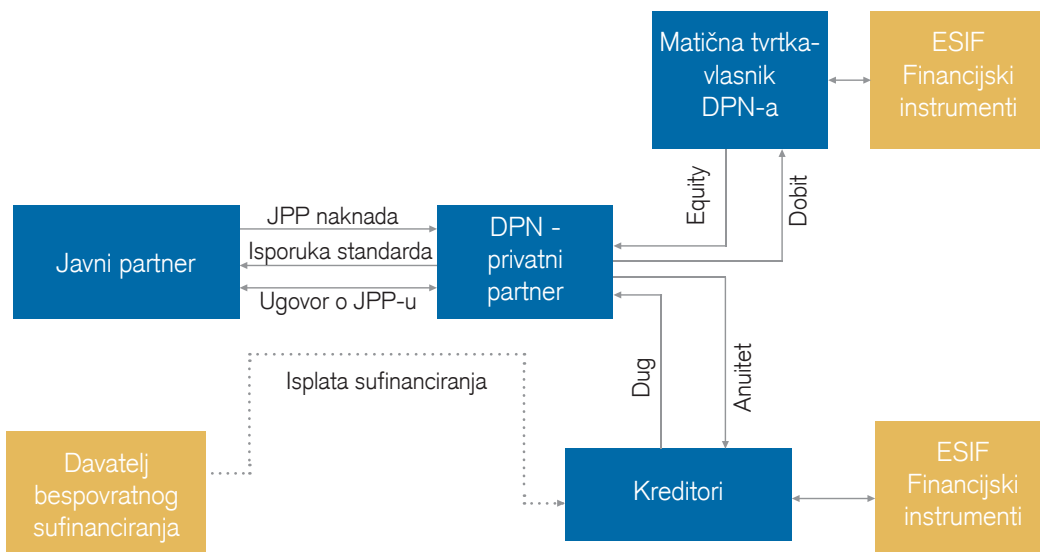 Matična tvrtka-
vlasnik
DPN-a
ESIF
Financijski
instrumenti
Equity
Dobit
JPP naknada
Isporuka standarda
Ugovor o JPP-u
Javni partner
DPN -
privatni
partner
Isplata sufinanciranja
Dug
Anuitet
Davatelj
bespovratnog
sufinanciranja
Kreditori
ESIF
Financijski
instrumenti